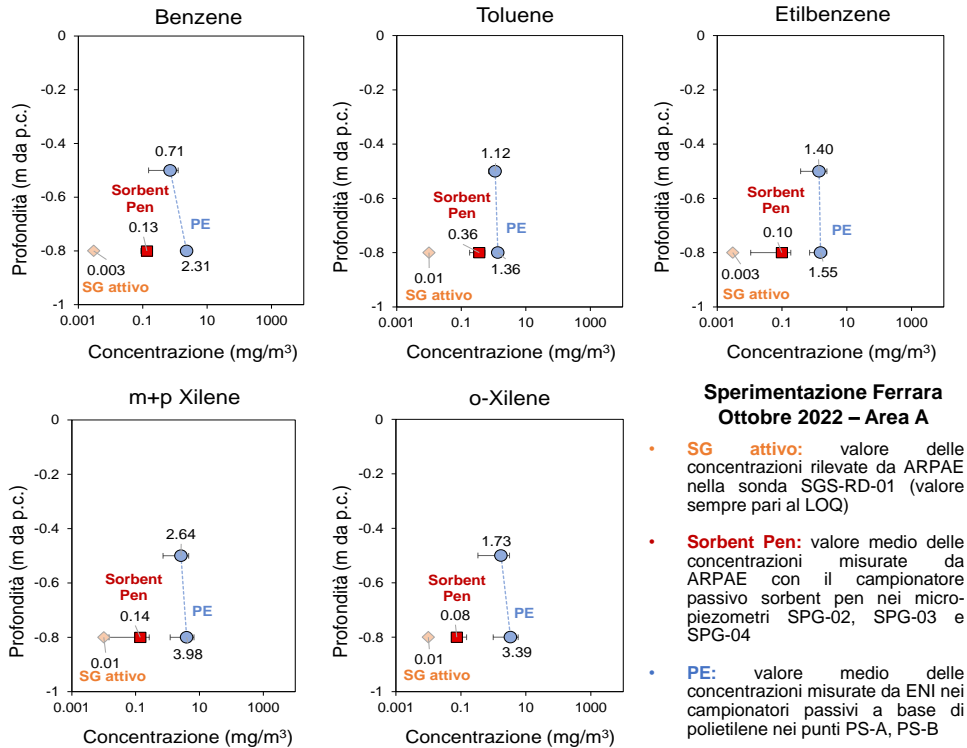 Benzene
0
-0.2
-0.4
-0.6
-0.8
-1
Profondità (m da p.c.)
0.71
Sorbent
Pen
0.13
PE
2.31
0.003
SG attivo
0.001 0.1 10 1000
Concentrazione (mg/m³)
Toluene
0
-0.2
-0.4
-0.6
-0.8
-1
Profondità (m da p.c.)
1.12
Sorbent
Pen
0.36
PE
1.36
0.01
SG attivo
0.001 0.1 10 1000
Concentrazione (mg/m³)
Etilbenzene
0
-0.2
-0.4
-0.6
-0.8
-1
Profondità (m da p.c.)
1.40
Sorbent
Pen
0.10
PE
1.55
0.003
SG attivo
0.001 0.1 10 1000
Concentrazione (mg/m³)
m+p Xilene
0
-0.2
-0.4
-0.6
-0.8
-1
Profondità (m da p.c.)
2.64
Sorbent
Pen
0.14
PE
3.98
0.01
SG attivo
0.001 0.1 10 1000
Concentrazione (mg/m³)
o-Xilene
0
-0.2
-0.4
-0.6
-0.8
-1
Profondità (m da p.c.)
1.73
Sorbent
Pen
0.08
PE
3.39
0.01
SG attivo
0.001 0.1 10 1000
Concentrazione (mg/m³)
Sperimentazione Ferrara
Ottobre 2022 – Area A
• SG attivo: valore delle
concentrazioni rilevate da ARPAE
nella sonda SGS-RD-01 (valore
sempre pari al LOQ)
• Sorbent Pen: valore medio delle
concentrazioni misurate da
ARPAE con il campionatore
passivo sorbent pen nei micro-
piezometri SPG-02, SPG-03 e
SPG-04
• PE: valore medio delle
concentrazioni misurate da ENI nei
campionatori passivi a base di
polietilene nei punti PS-A, PS-B